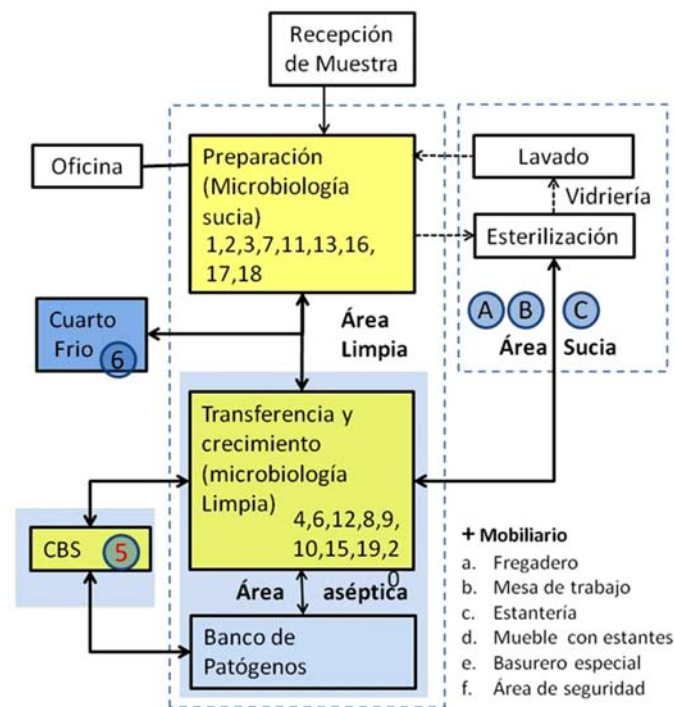 Recepción
de Muestra
Oficina
Preparación
(Microbiología
sucia)
1,2,3,7,11,13,16,
17,18
Lavado
Vidriería
Esterilización
A B C
Área Sucia
Cuarto
Frio 6
Área
Limpia
Transferencia y
crecimiento
(microbiología
Limpia)
4,6,12,8,9,
10,15,19,2
0
CBS 5
Área aséptica
Banco de
Patógenos
+ Mobiliario
a. Fregadero
b. Mesa de trabajo
c. Estantería
d. Mueble con estantes
e. Basurero especial
f. Área de seguridad